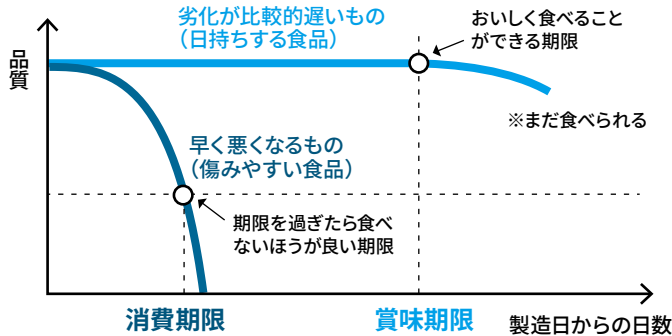 劣化が比較的遅いもの
（日持ちする食品）
おいしく食べること
ができる期限
品質
※まだ食べられる
早く悪くなるもの
（傷みやすい食品）
期限を過ぎたら食べ
ないほうが良い期限
消費期限
賞味期限
製造日からの日数